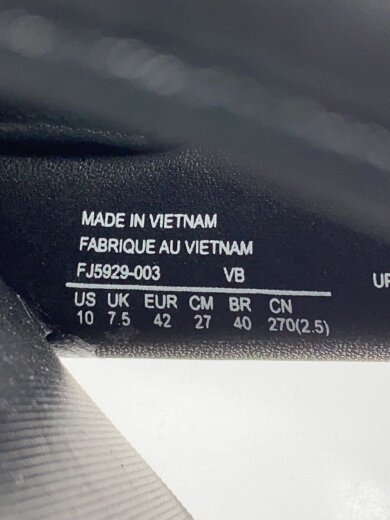 MADE IN VIETNAM
FABRIQUE AU VIETNAM
FJ5929-003 VB
US UK EUR CM BR CN
10 7.5 42 27 40 270(2.5)